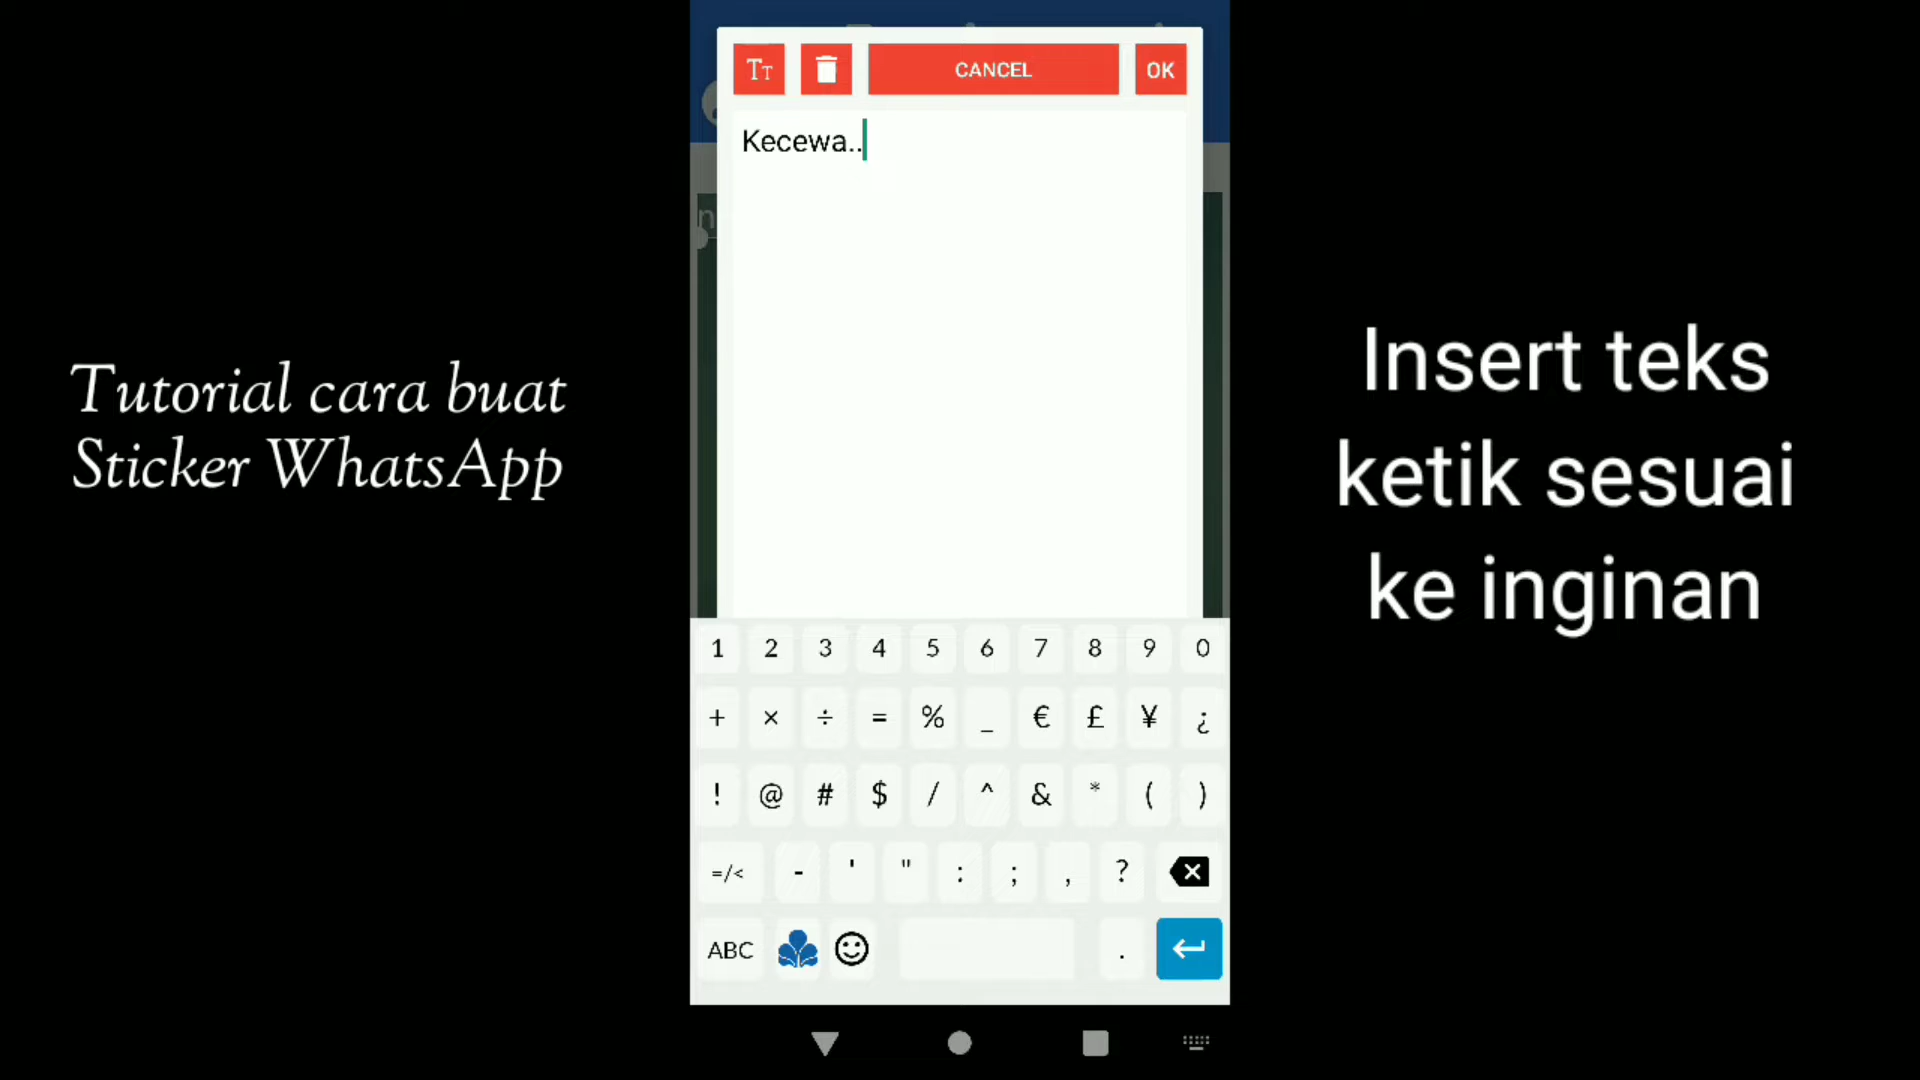 Tutorial cara buat
Sticker WhatsApp
TT
CANCEL
OK
Kecewa..
n
1 2 3 4 5 6 7 8 9 0
+ × ÷ = % _ € £ ¥ ¿
! @ # $ / ^ & * ( )
=/< - ' " : ; , ?
ABC .
Insert teks
ketik sesuai
ke inginan